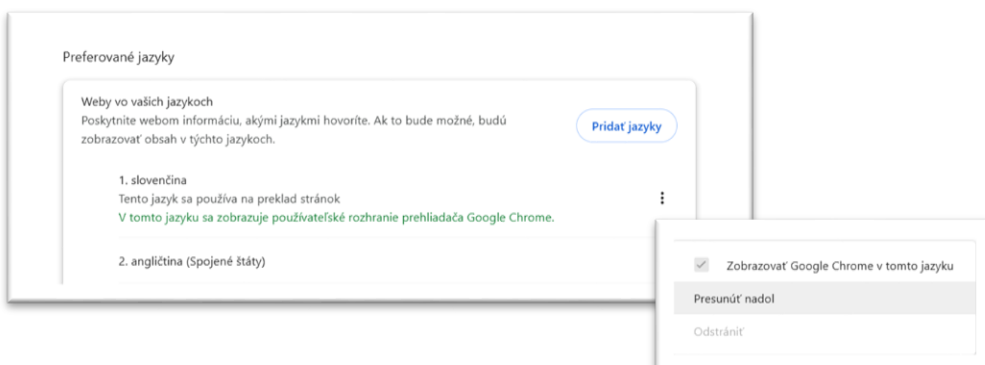 Preferované jazyky
Weby vo vašich jazykoch
Poskytnite webom informáciu, akými jazykmi hovoríte. Ak to bude možné, budú
zobrazovať obsah v týchto jazykoch.
Pridať jazyky
1. slovenčina
Tento jazyk sa používa na preklad stránok
V tomto jazyku sa zobrazuje používateľské rozhranie prehliadača Google Chrome.
2. angličtina (Spojené štáty)
Zobrazovať Google Chrome v tomto jazyku
Presunúť nadol
Odstrániť